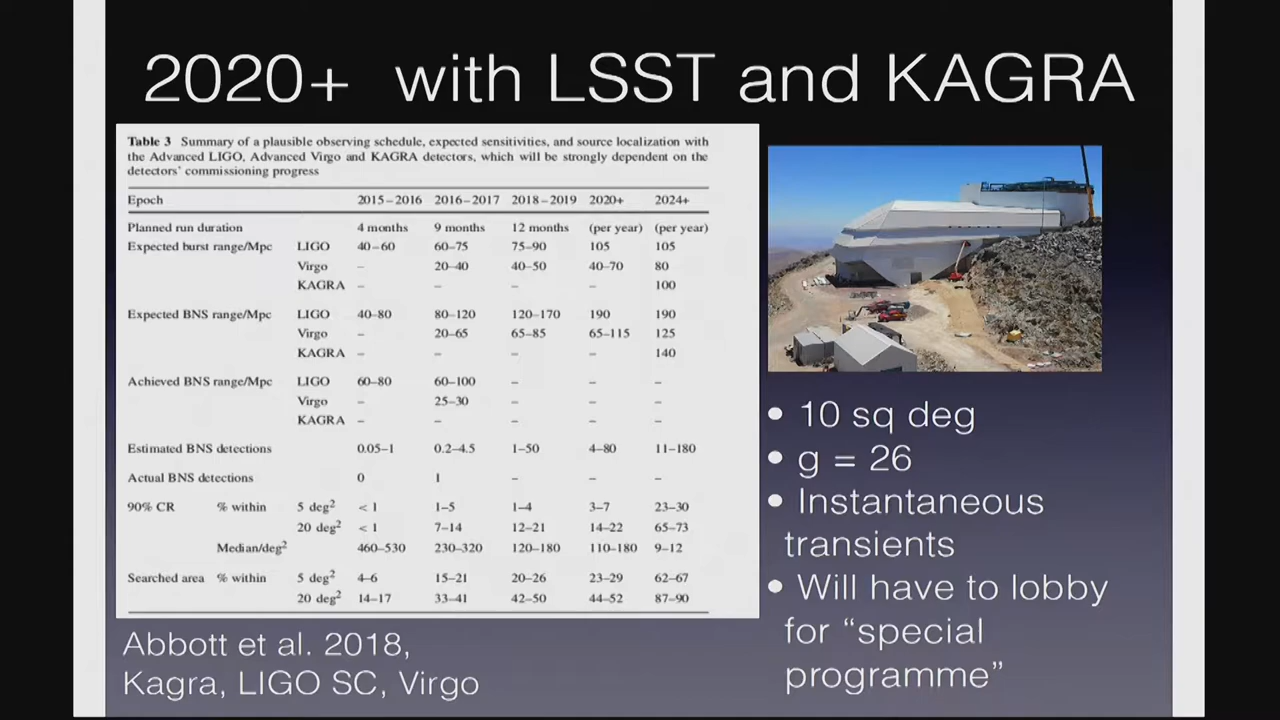 2020+ with LSST and KAGRA
Table 3 Summary of a plausible observing schedule, expected sensitivities, and source localization with
the Advanced LIGO, Advanced Virgo and KAGRA detectors, which will be strongly dependent on the
detectors' commissioning progress
Epoch 2015–2016 2016–2017 2018–2019 2020+ 2024+
Planned run duration 4 months 9 months 12 months (per year) (per year)
Expected burst range/Mpc LIGO 40–60 60–75 75–90 105 105
Virgo – 20–40 40–50 40–70 80
KAGRA – – – – 100
Expected BNS range/Mpc LIGO 40–80 80–120 120–170 190 190
Virgo – 20–65 65–85 65–115 125
KAGRA – – – – 140
Achieved BNS range/Mpc LIGO 60–80 60–100 – – –
Virgo – 25–30 – – –
KAGRA – – – – –
Estimated BNS detections 0.05–1 0.2–4.5 1–50 4–80 11–180
Actual BNS detections 0 1 – – –
90% CR % within 5 deg² < 1 1–5 1–4 3–7 23–30
20 deg² < 1 7–14 12–21 14–22 65–73
Median/deg² 460–530 230–320 120–180 110–180 9–12
Searched area % within 5 deg² 4–6 15–21 20–26 23–29 62–67
20 deg² 14–17 33–41 42–50 44–52 87–90
Abbott et al. 2018,
Kagra, LIGO SC, Virgo
• 10 sq deg
• g = 26
• Instantaneous
transients
• Will have to lobby
for “special
programme”